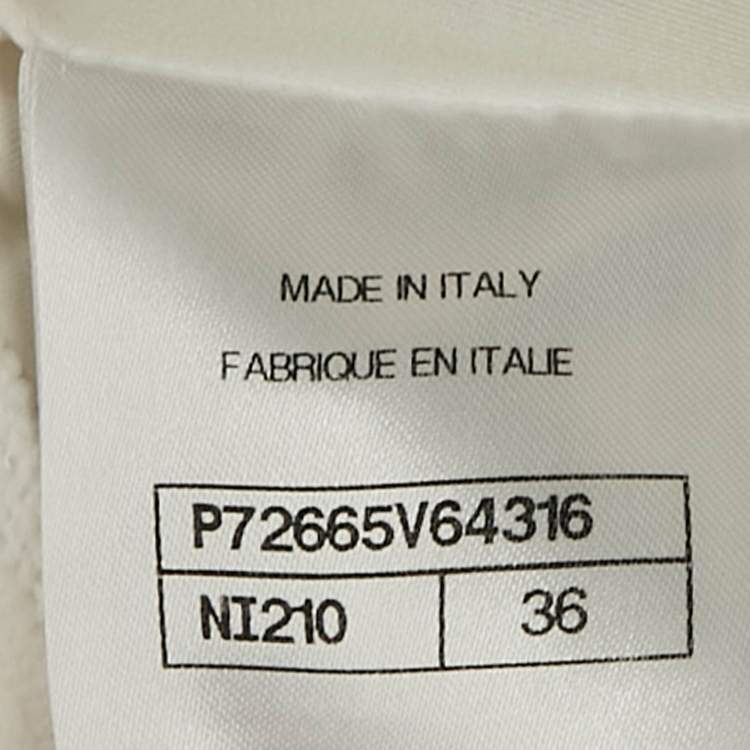 MADE IN ITALY
FABRIQUE EN ITALIE
P72665V64316
NI210 36